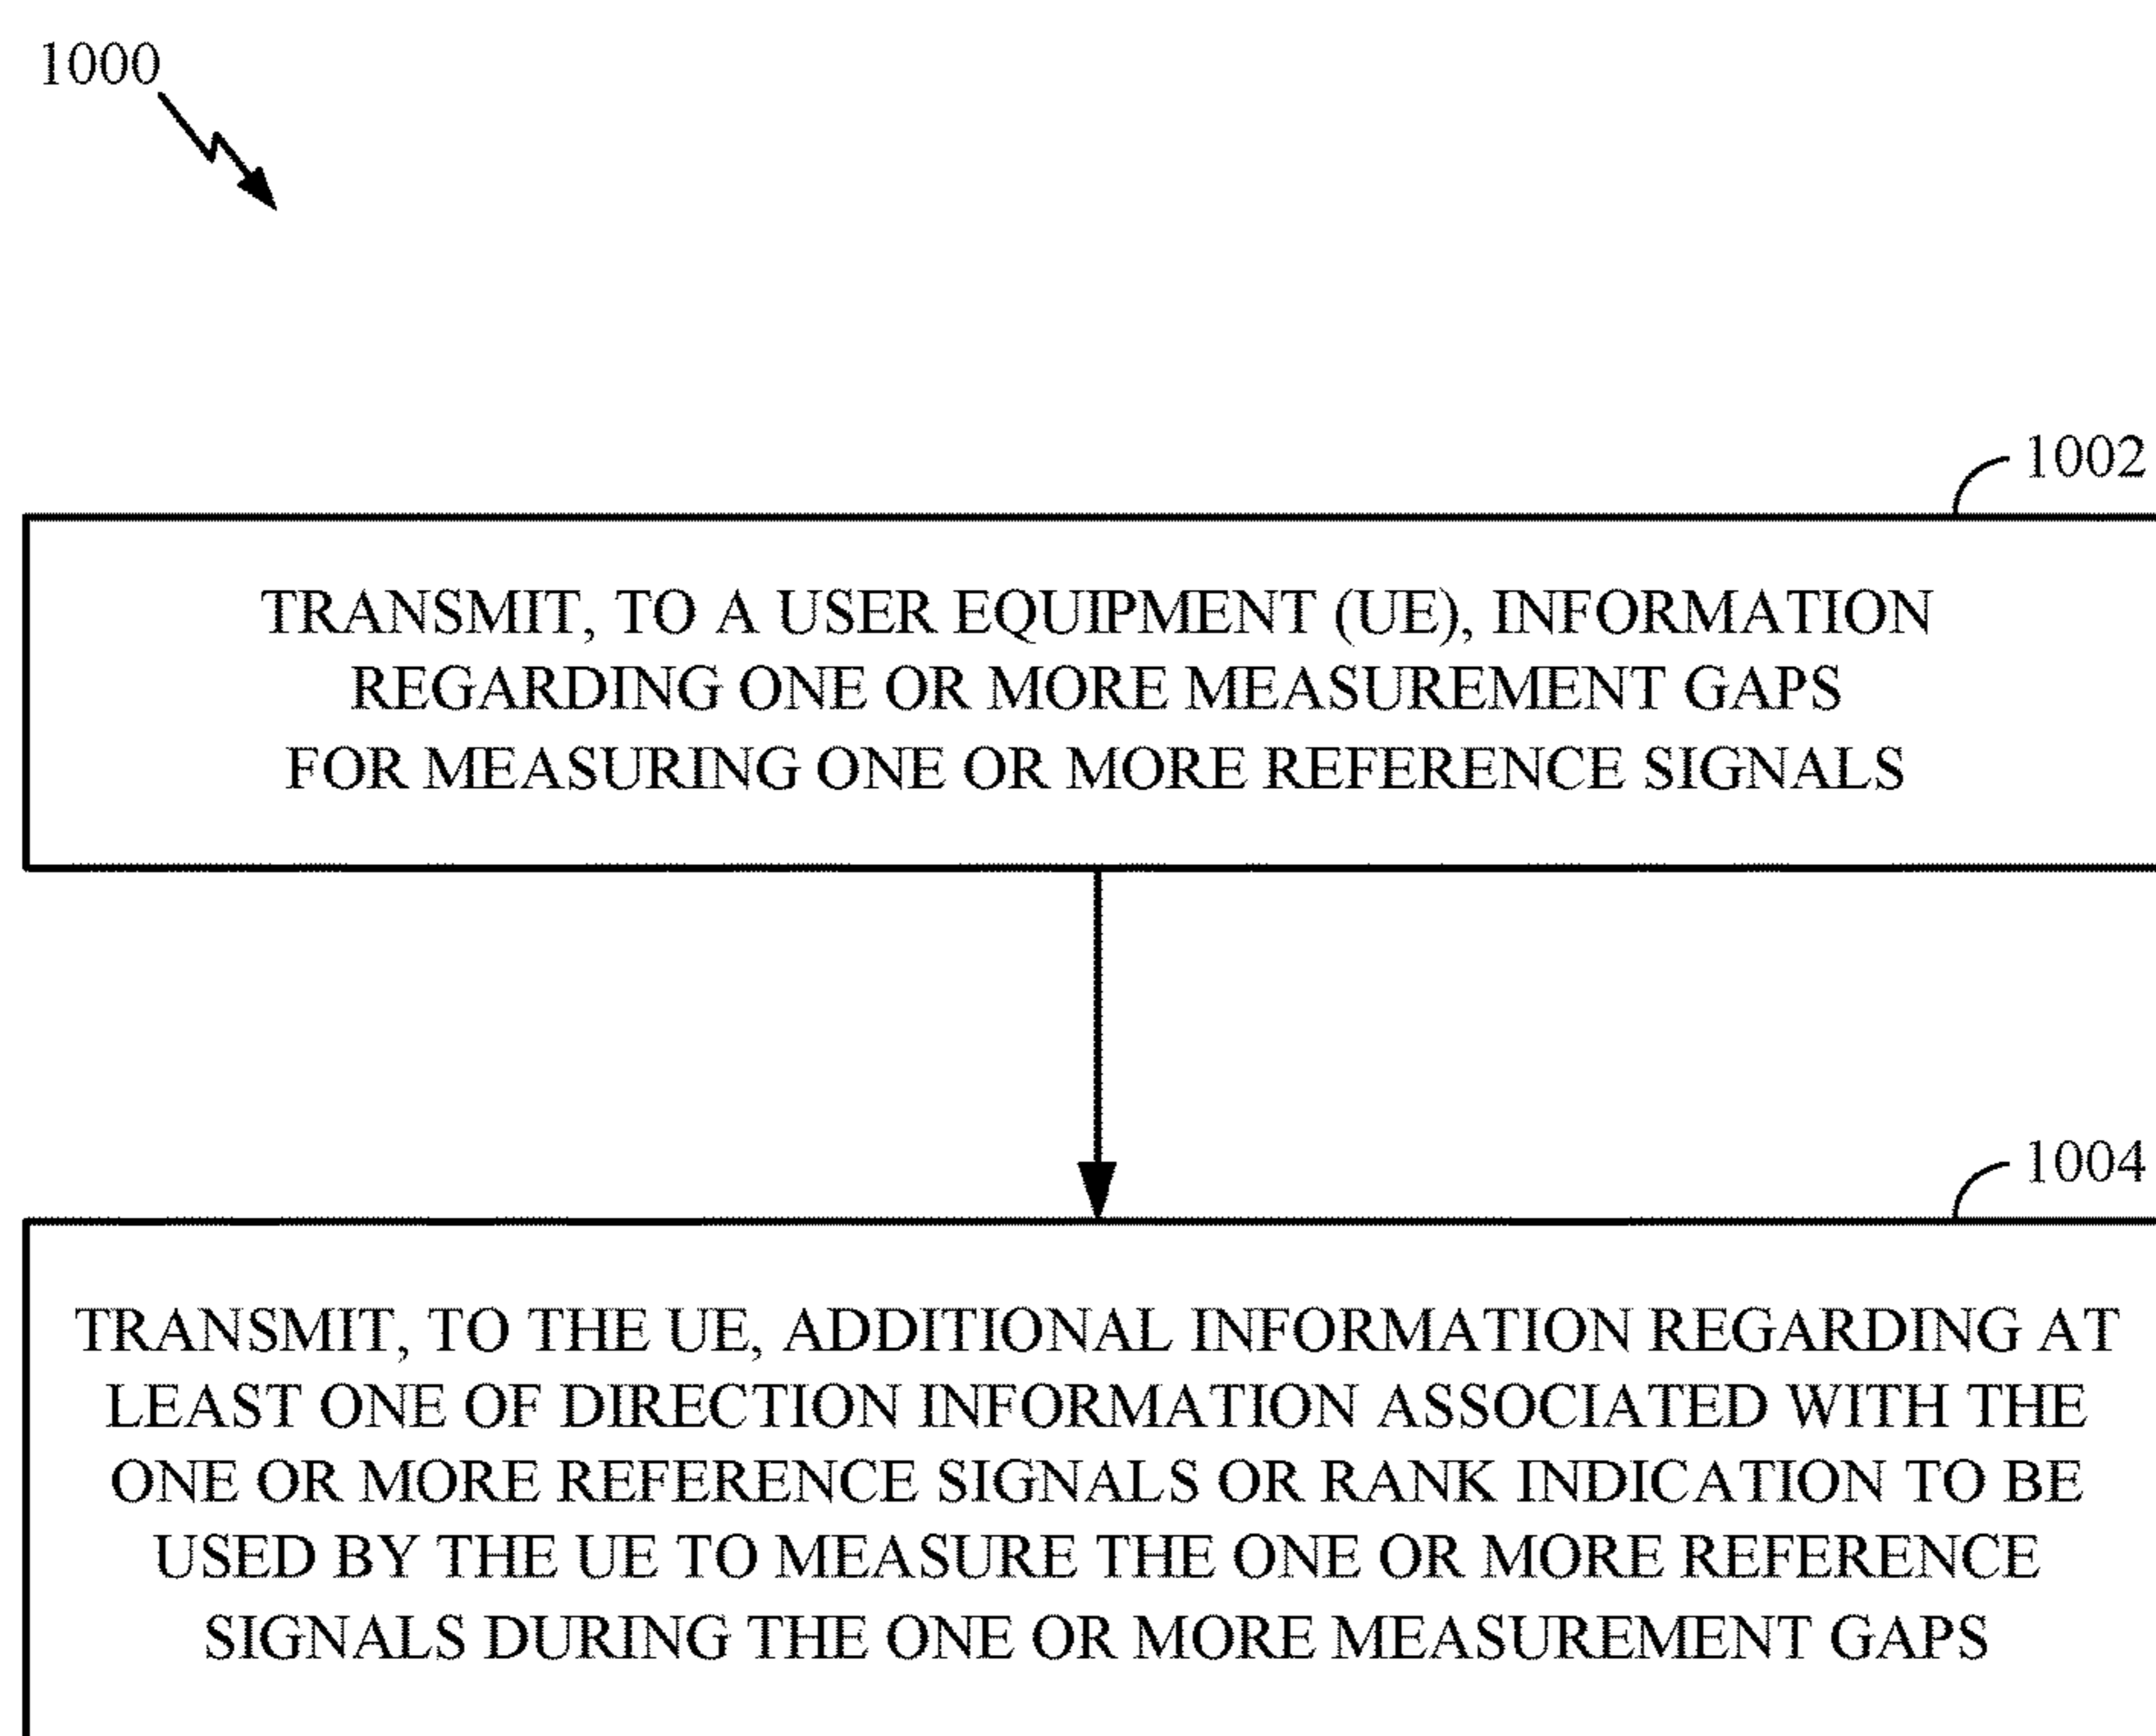 1000
1002
TRANSMIT, TO A USER EQUIPMENT (UE), INFORMATION
REGARDING ONE OR MORE MEASUREMENT GAPS
FOR MEASURING ONE OR MORE REFERENCE SIGNALS
1004
TRANSMIT, TO THE UE, ADDITIONAL INFORMATION REGARDING AT
LEAST ONE OF DIRECTION INFORMATION ASSOCIATED WITH THE
ONE OR MORE REFERENCE SIGNALS OR RANK INDICATION TO BE
USED BY THE UE TO MEASURE THE ONE OR MORE REFERENCE
SIGNALS DURING THE ONE OR MORE MEASUREMENT GAPS